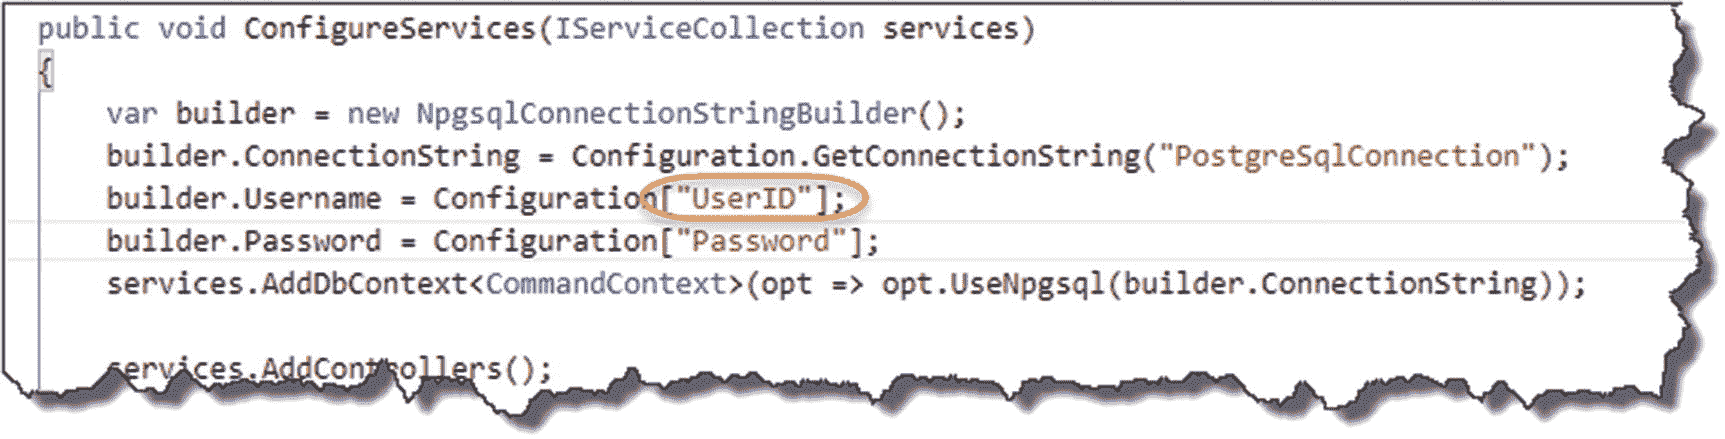 public void ConfigureServices(IServiceCollection services)
{
var builder = new NpgsqlConnectionStringBuilder();
builder.ConnectionString = Configuration.GetConnectionString("PostgreSqlConnection");
builder.Username = Configuration["UserID"];
builder.Password = Configuration["Password"];
services.AddDbContext<CommandContext>(opt => opt.UseNpgsql(builder.ConnectionString));
services.AddControllers();